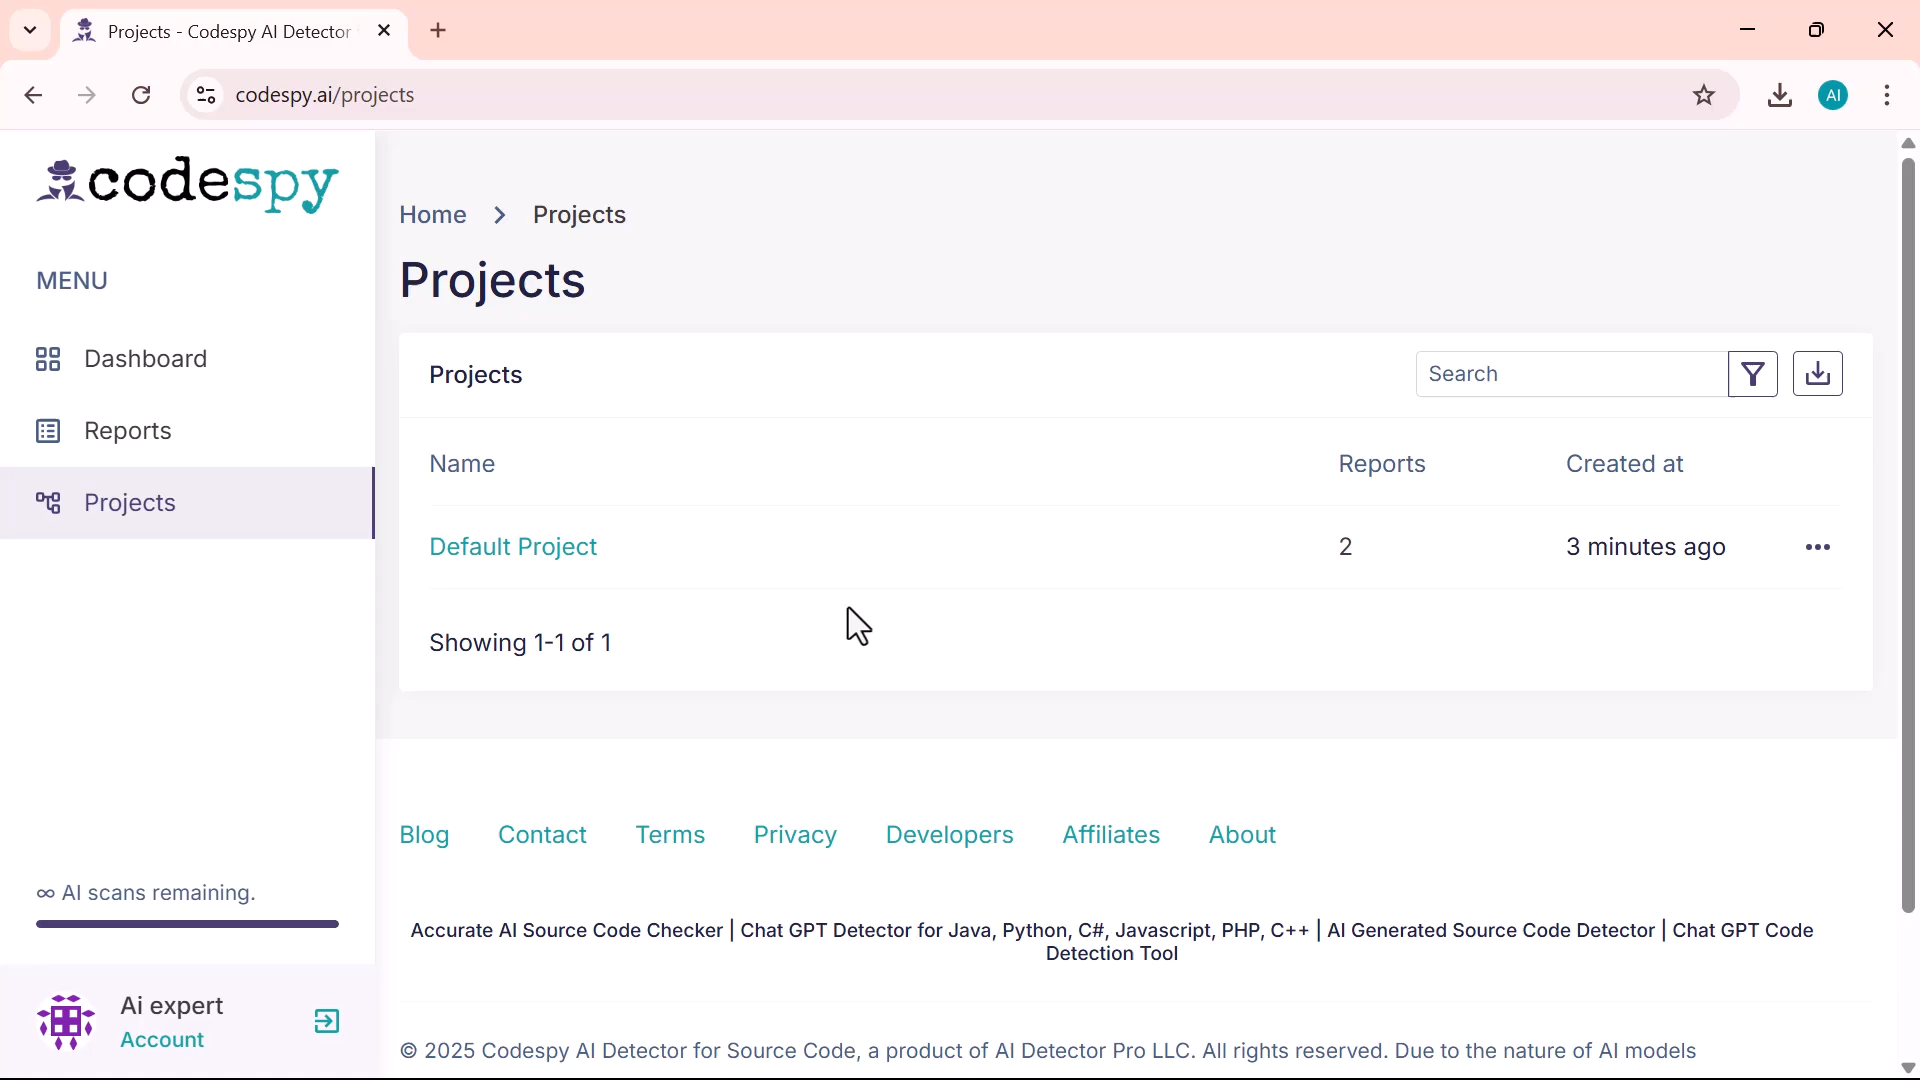 Projects - Codespy AI Detector
codespy.ai/projects
AI
codespy
MENU
Dashboard
Reports
Projects
∞ AI scans remaining.
Ai expert
Account
Home > Projects
Projects
Projects
Search
Name Reports Created at
Default Project 2 3 minutes ago
Showing 1-1 of 1
Blog Contact Terms Privacy Developers Affiliates About
Accurate AI Source Code Checker | Chat GPT Detector for Java, Python, C#, Javascript, PHP, C++ | AI Generated Source Code Detector | Chat GPT Code
Detection Tool
© 2025 Codespy AI Detector for Source Code, a product of AI Detector Pro LLC. All rights reserved. Due to the nature of AI models